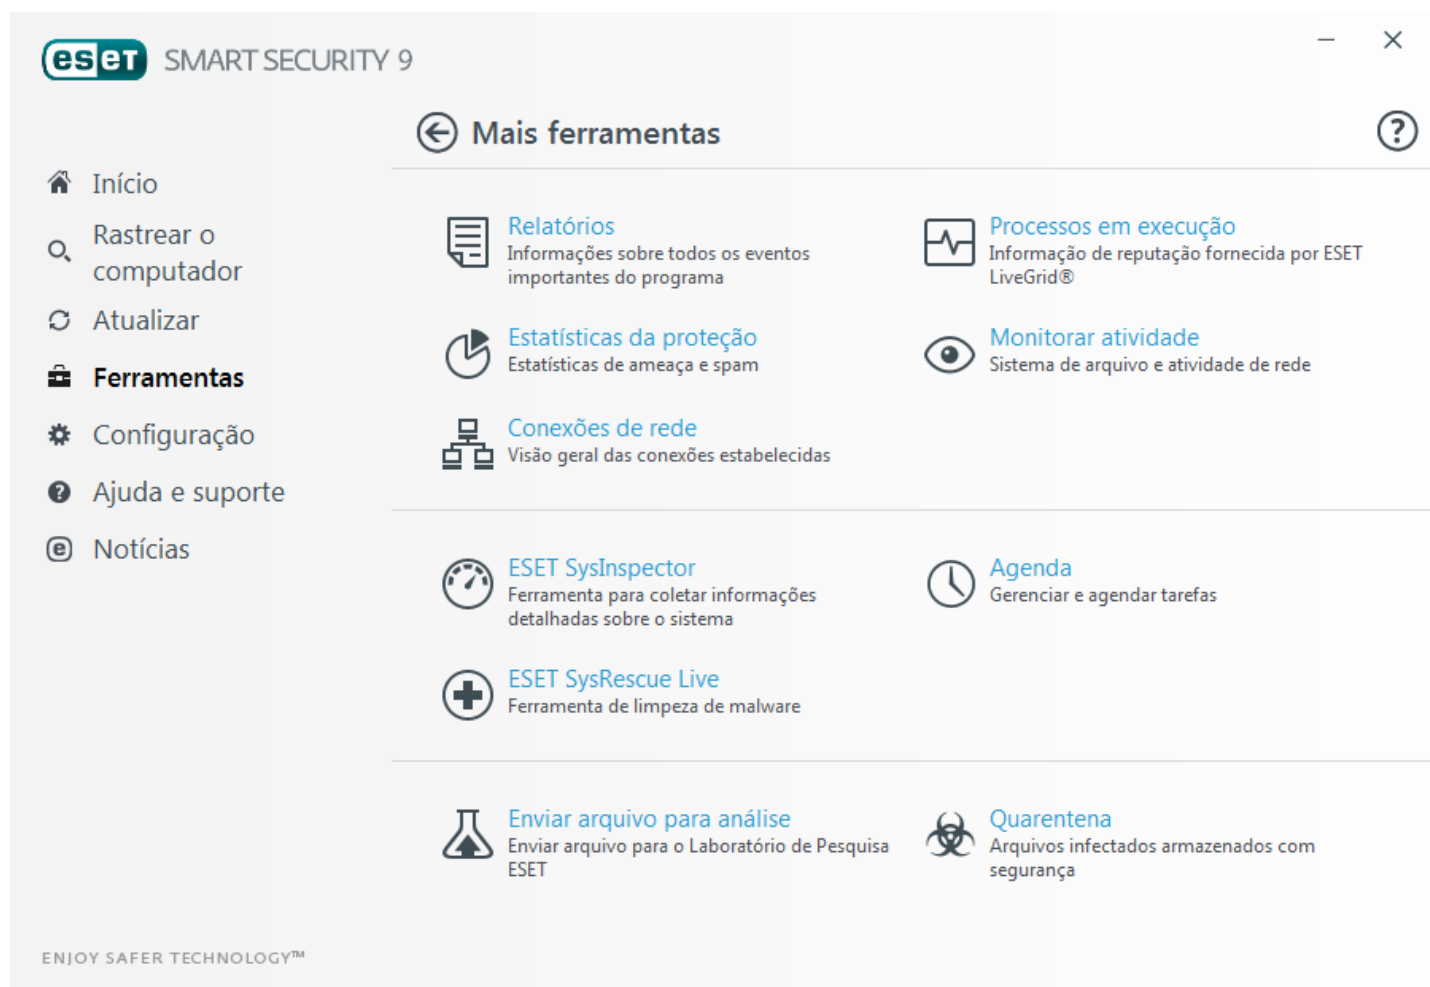 eset SMART SECURITY 9
Mais ferramentas
?
Início
Rastrear o
computador
Atualizar
Ferramentas
Configuração
Ajuda e suporte
Notícias
Relatórios
Informações sobre todos os eventos
importantes do programa
Processos em execução
Informação de reputação fornecida por ESET
LiveGrid®
Estatísticas da proteção
Estatísticas de ameaça e spam
Monitorar atividade
Sistema de arquivo e atividade de rede
Conexões de rede
Visão geral das conexões estabelecidas
ESET SysInspector
Ferramenta para coletar informações
detalhadas sobre o sistema
Agenda
Gerenciar e agendar tarefas
ESET SysRescue Live
Ferramenta de limpeza de malware
Enviar arquivo para análise
Enviar arquivo para o Laboratório de Pesquisa
ESET
Quarentena
Arquivos infectados armazenados com
segurança
ENJOY SAFER TECHNOLOGY™